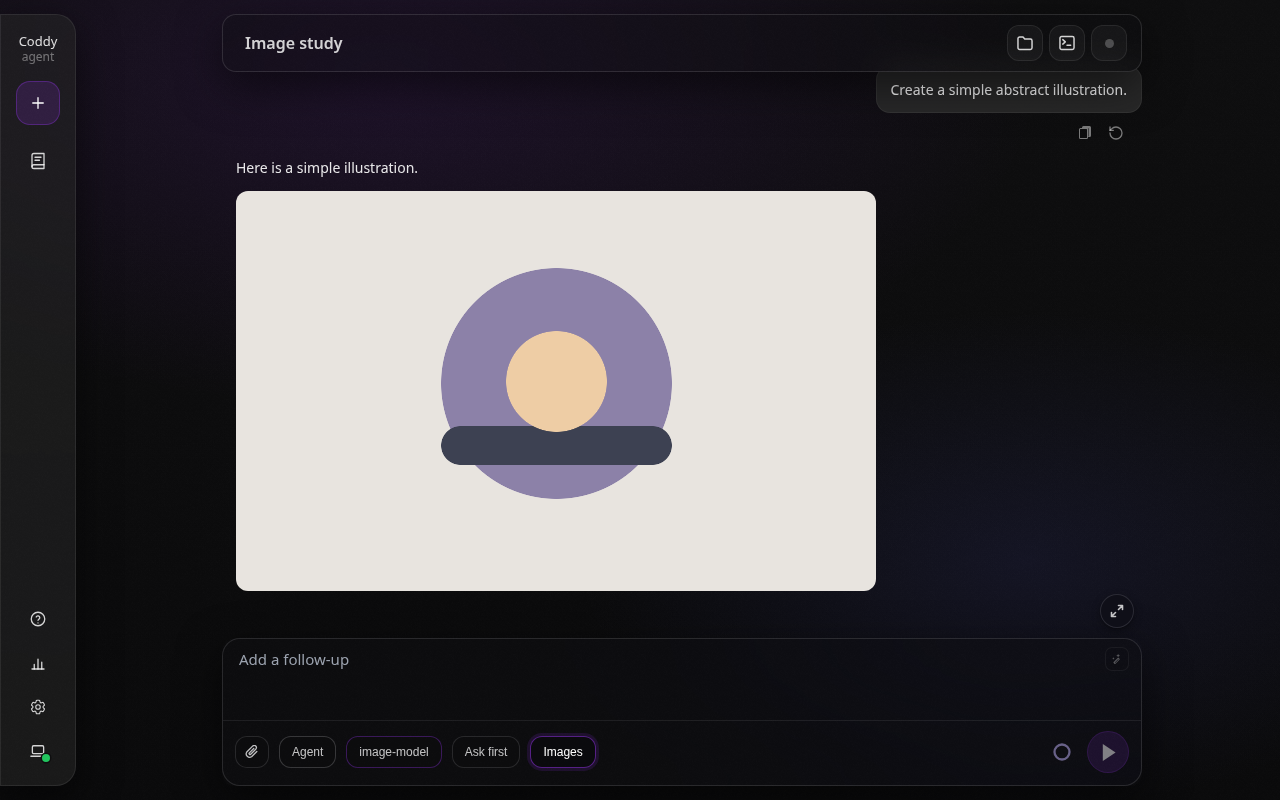 Coddy
agent
Image study
Create a simple abstract illustration.
Here is a simple illustration.
Add a follow-up
Agent
image-model
Ask first
Images